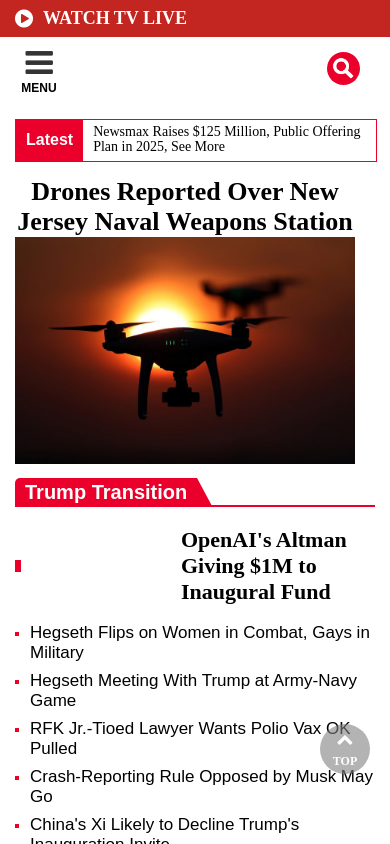 WATCH TV LIVE
MENU
Latest
Newsmax Raises $125 Million, Public Offering
Plan in 2025, See More
Drones Reported Over New
Jersey Naval Weapons Station
Trump Transition
OpenAI's Altman
Giving $1M to
Inaugural Fund
Hegseth Flips on Women in Combat, Gays in
Military
Hegseth Meeting With Trump at Army-Navy
Game
RFK Jr.-Tioed Lawyer Wants Polio Vax OK
Pulled
TOP
Crash-Reporting Rule Opposed by Musk May
Go
China's Xi Likely to Decline Trump's
Inauguration Invite